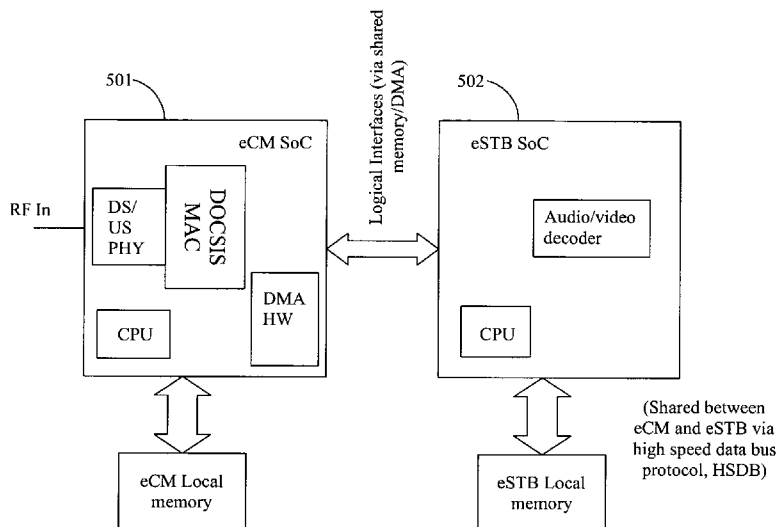 501
502
Logical Interfaces (via shared
memory/DMA)
eCM SoC
eSTB SoC
RF In
DS/
US
PHY
DOCSIS
MAC
Audio/video
decoder
DMA
HW
CPU
CPU
(Shared between
eCM and eSTB via
high speed data bus
protocol, HSDB)
eCM Local
memory
eSTB Local
memory